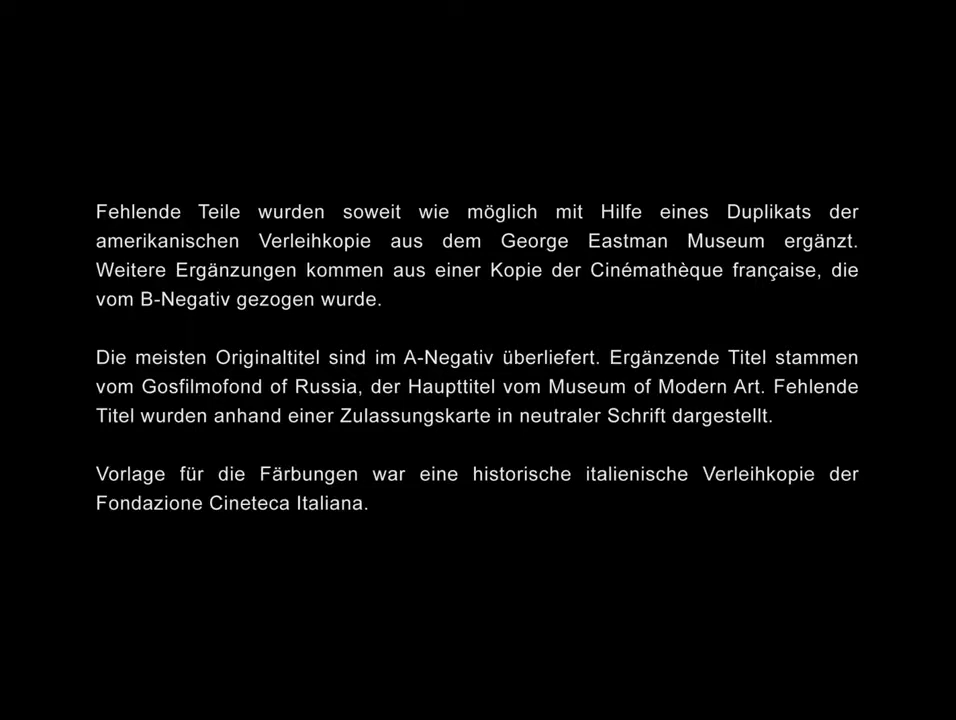 Fehlende Teile wurden soweit wie möglich mit Hilfe eines Duplikats der
amerikanischen Verleihkopie aus dem George Eastman Museum ergänzt.
Weitere Ergänzungen kommen aus einer Kopie der Cinémathèque française, die
vom B-Negativ gezogen wurde.
Die meisten Originaltitel sind im A-Negativ überliefert. Ergänzende Titel stammen
vom Gosfilmofond of Russia, der Haupttitel vom Museum of Modern Art. Fehlende
Titel wurden anhand einer Zulassungskarte in neutraler Schrift dargestellt.
Vorlage für die Färbungen war eine historische italienische Verleihkopie der
Fondazione Cineteca Italiana.